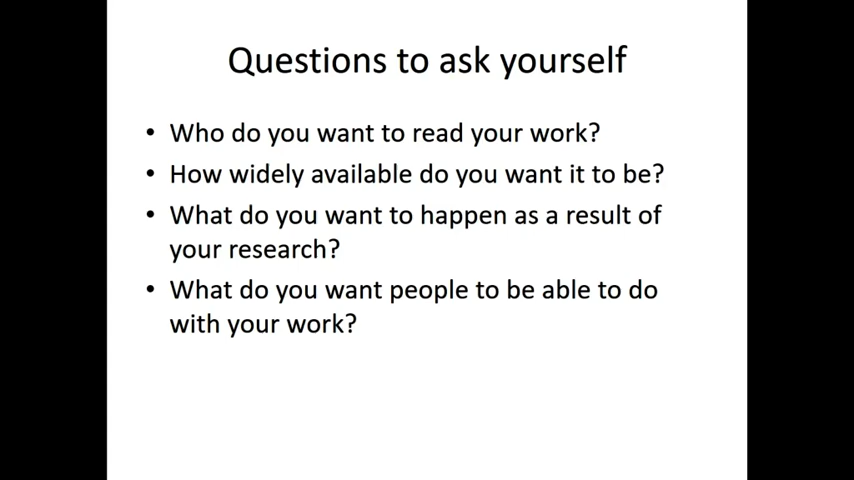 Questions to ask yourself
• Who do you want to read your work?
• How widely available do you want it to be?
• What do you want to happen as a result of
your research?
• What do you want people to be able to do
with your work?